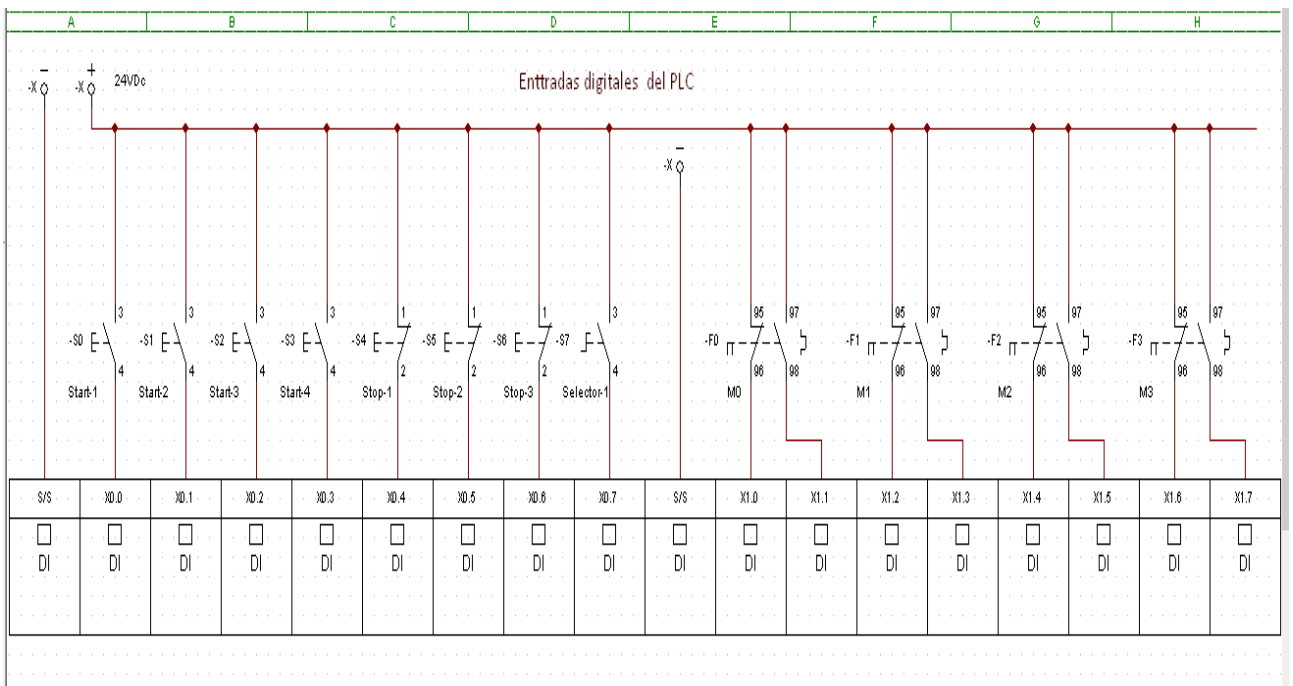 A B C D E F G H
-X − -X + 24VDc
Enttradas digitales del PLC
-X −
3 3 3 3 1 1 1 3 95 97 95 97 95 97 95 97
-S0 -S1 -S2 -S3 -S4 -S5 -S6 -S7 -F0 -F1 -F2 -F3
4 4 4 4 2 2 2 4 96 98 96 98 96 98 96 98
Start-1 Start-2 Start-3 Start-4 Stop-1 Stop-2 Stop-3 Selector-1 M0 M1 M2 M3
S/S X0.0 X0.1 X0.2 X0.3 X0.4 X0.5 X0.6 X0.7 S/S X1.0 X1.1 X1.2 X1.3 X1.4 X1.5 X1.6 X1.7
DI DI DI DI DI DI DI DI DI DI DI DI DI DI DI DI DI DI